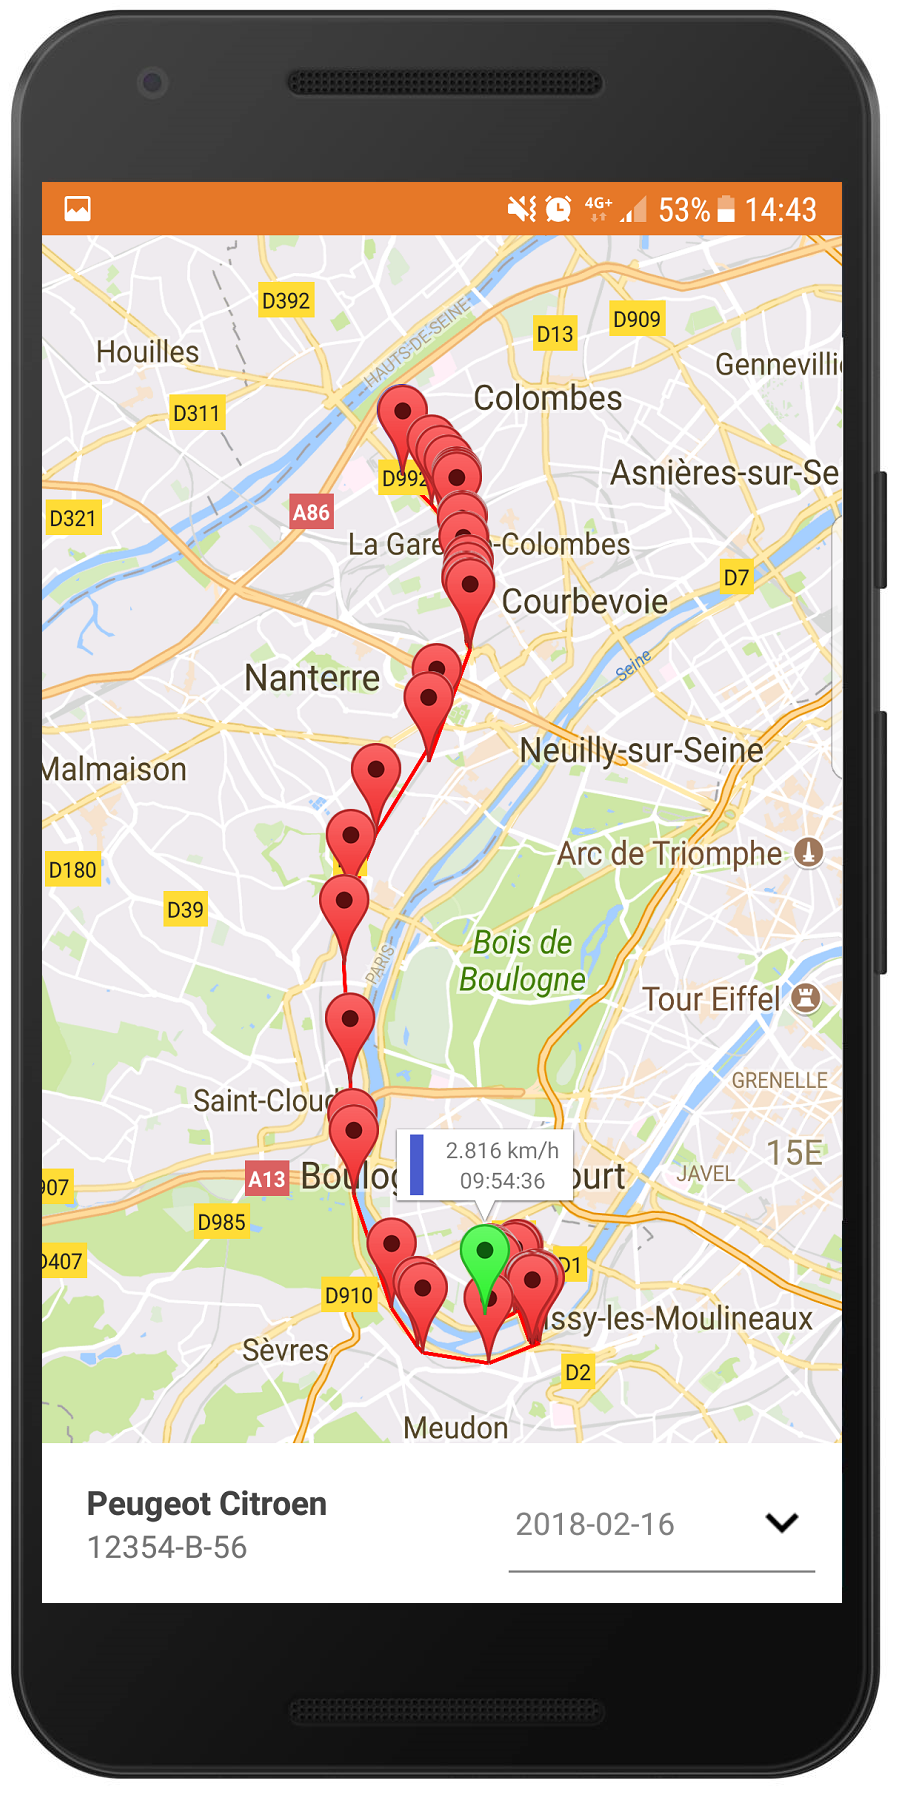 4G+ 53% 14:43
D392
D909
D13
HAUTS-DE-SEINE
Houilles
Colombes
D311
Asnières-sur-Se
D992
A86
D321
La Gare -Colombes
D7
Courbevoie
Seine
Nanterre
Neuilly-sur-Seine
Malmaison
Arc de Triomphe
D180
D39
Bois de
Boulogne
PARIS
Tour Eiffel
GRENELLE
Saint-Cloud
2.816 km/h
09:54:36
15E
JAVEL
A13
Boulog ourt
907
D985
D407
D1
D910
Issy-les-Moulineaux
Sèvres
D2
Meudon
Peugeot Citroen
12354-B-56
2018-02-16